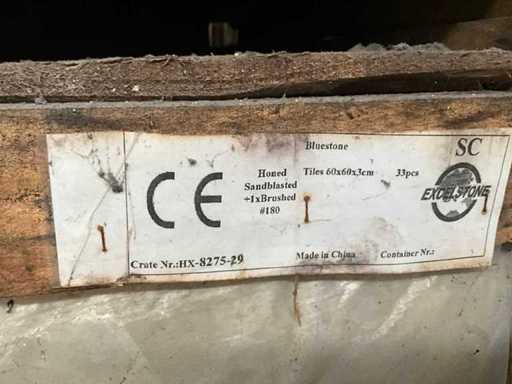 Bluestone
SC
CE
Honed
Sandblasted
+1xBrushed
#180
Tiles 60x60x3cm 33pcs
EXCELSTONE
Crate Nr.:HX-8275-29
Made in China
Container Nr.: